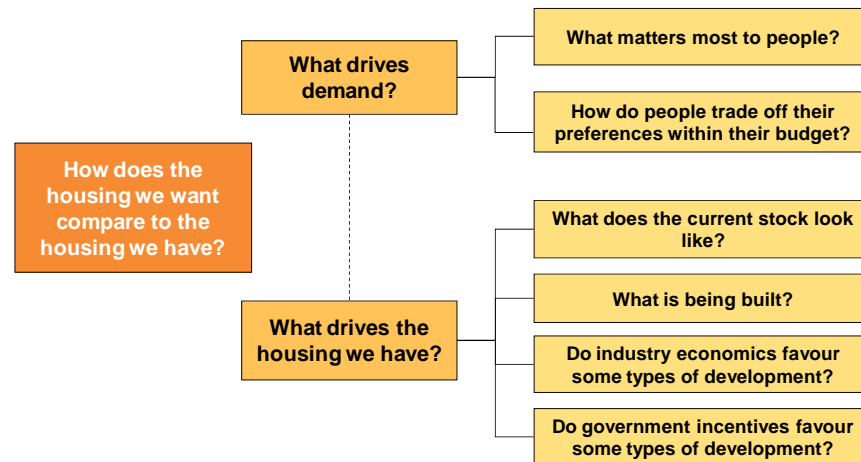 What matters most to people?
What drives
demand?
How do people trade off their
preferences within their budget?
How does the
housing we want
compare to the
housing we have?
What does the current stock look
like?
What is being built?
What drives the
housing we have?
Do industry economics favour
some types of development?
Do government incentives favour
some types of development?